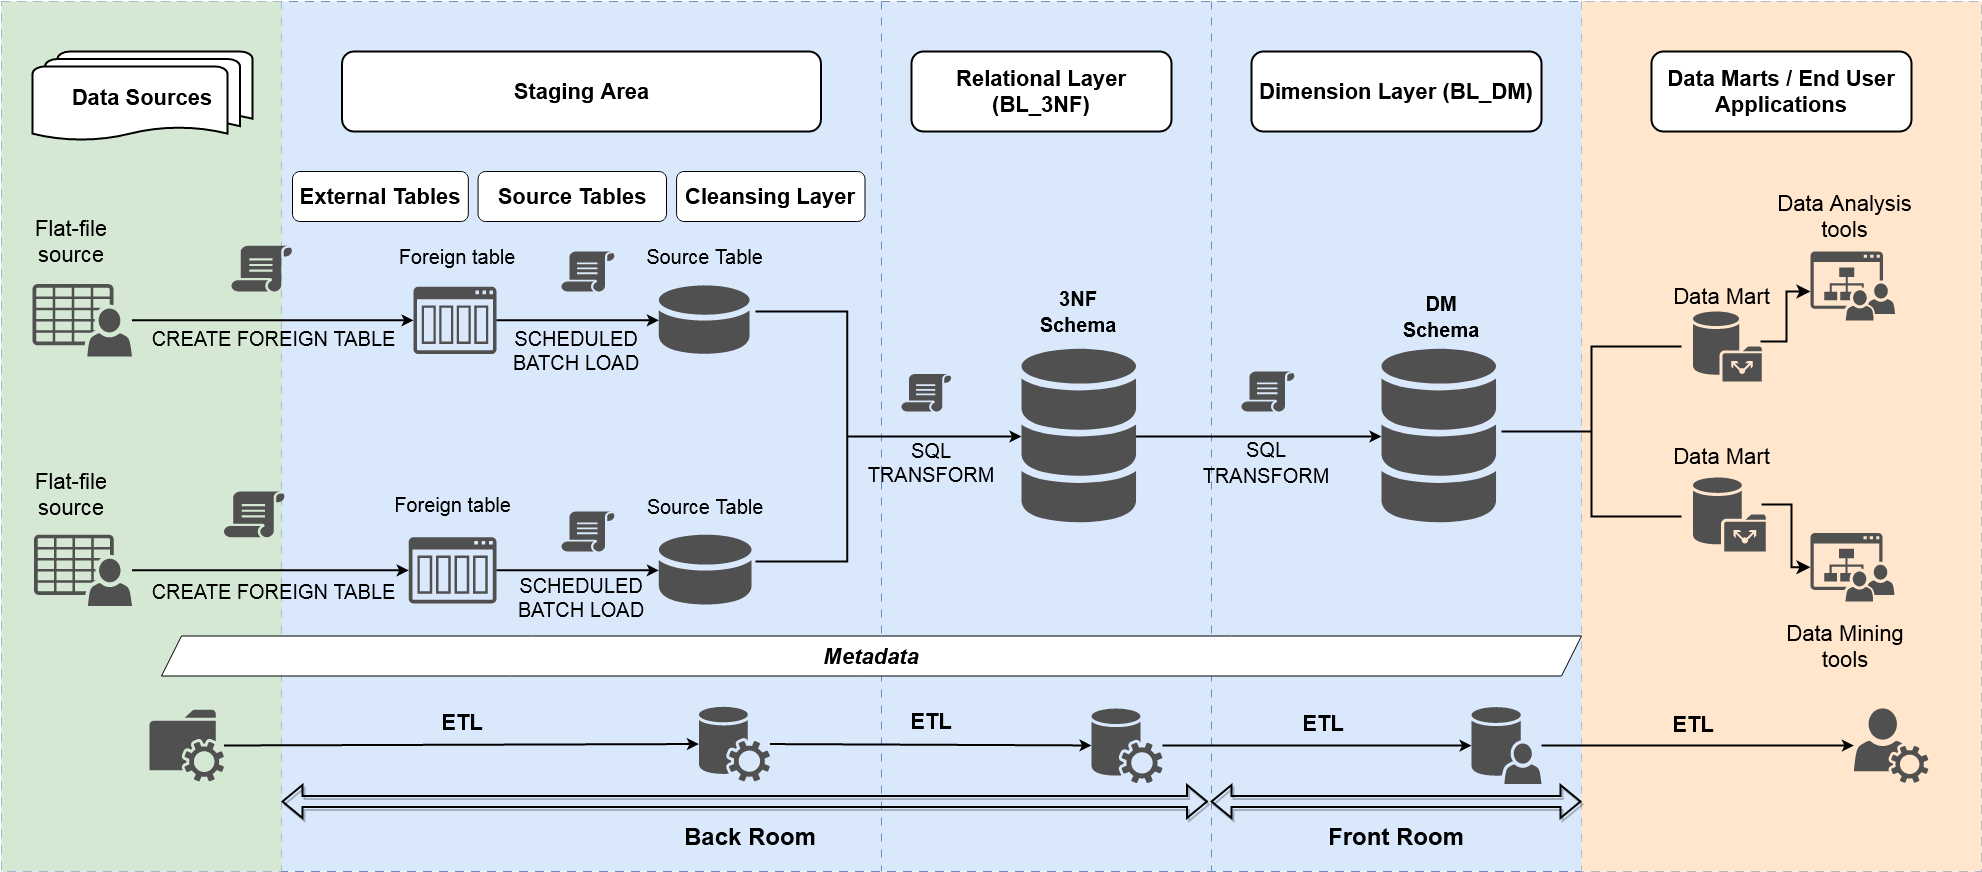 Data Sources
Staging Area
Relational Layer
(BL_3NF)
Dimension Layer (BL_DM)
Data Marts / End User
Applications
External Tables
Source Tables
Cleansing Layer
Flat-file
source
CREATE FOREIGN TABLE
Foreign table
SCHEDULED
BATCH LOAD
Source Table
Flat-file
source
CREATE FOREIGN TABLE
Foreign table
SCHEDULED
BATCH LOAD
Source Table
SQL
TRANSFORM
3NF
Schema
SQL
TRANSFORM
DM
Schema
Data Mart
Data Analysis
tools
Data Mart
Data Mining
tools
Metadata
ETL
ETL
ETL
ETL
Back Room
Front Room